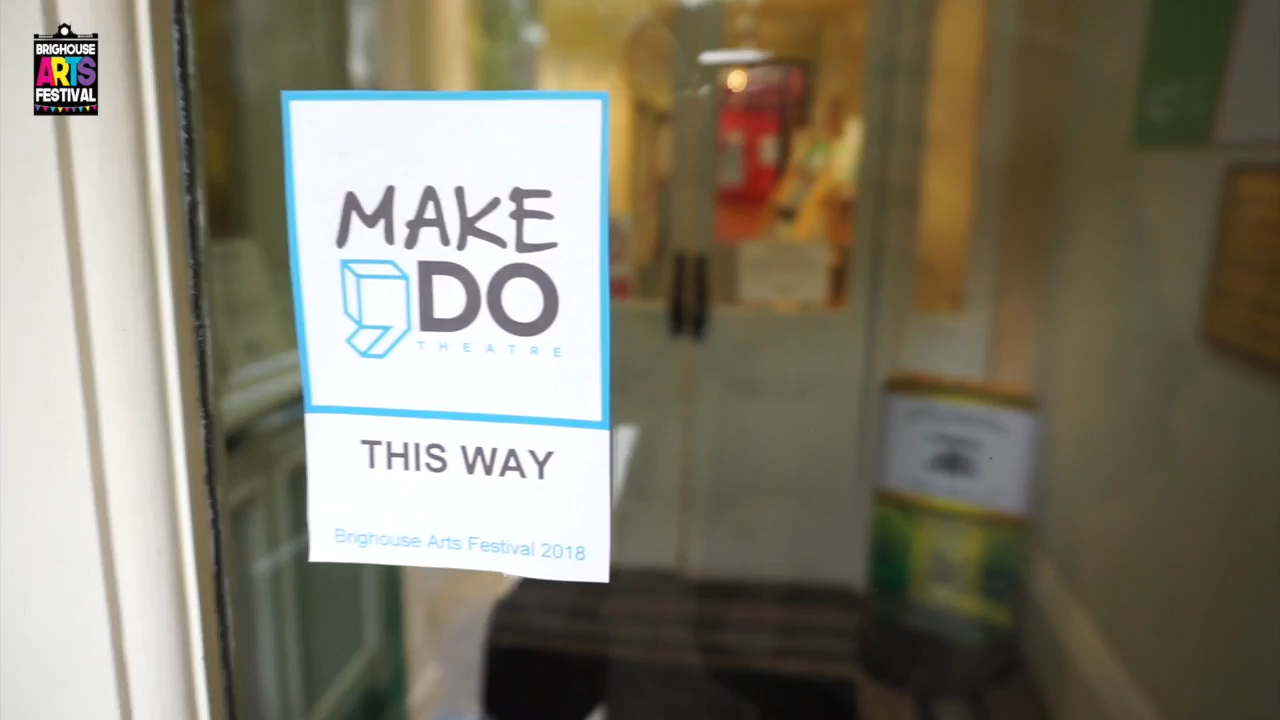 BRIGHOUSE
ARTS
FESTIVAL
MAKE
DO
THEATRE
THIS WAY
Brighouse Arts Festival 2018